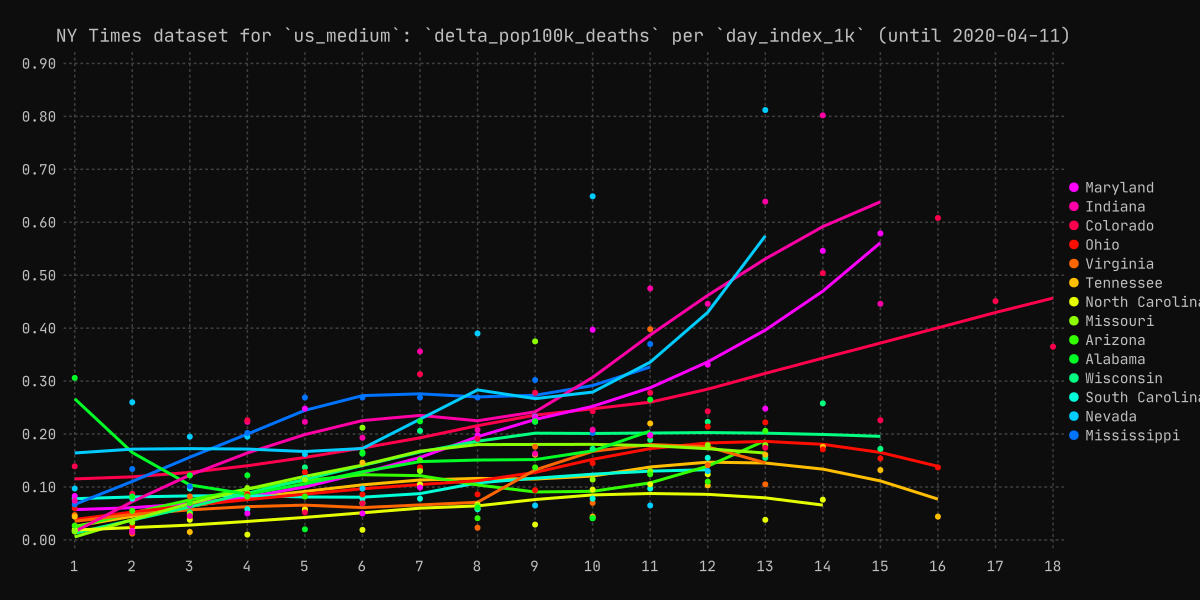 NY Times dataset for `us_medium`: `delta_pop100k_deaths` per `day_index_1k` (until 2020-04-11)
0.90
0.80
0.70
0.60
0.50
0.40
0.30
0.20
0.10
0.00
1 2 3 4 5 6 7 8 9 10 11 12 13 14 15 16 17 18
Maryland
Indiana
Colorado
Ohio
Virginia
Tennessee
North Carolina
Missouri
Arizona
Alabama
Wisconsin
South Carolina
Nevada
Mississippi